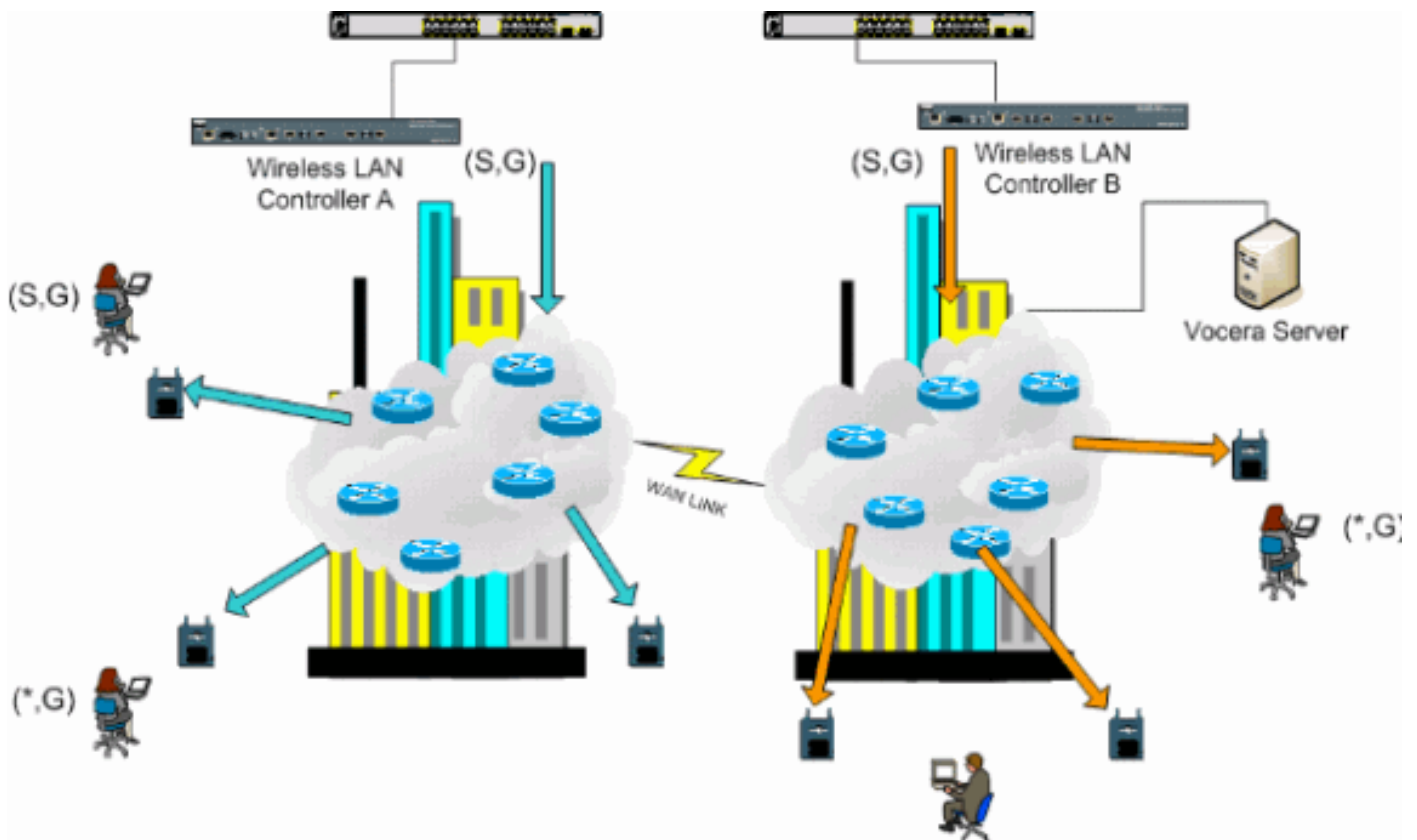 Wireless LAN
Controller A
(S,G)
(S,G)
Wireless LAN
Controller B
(S,G)
Vocera Server
WAN LINK
(*,G)
(*,G)